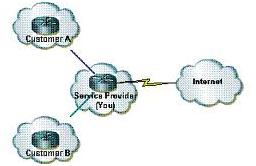 Customer A
Service Provider
(You)
Internet
Customer B